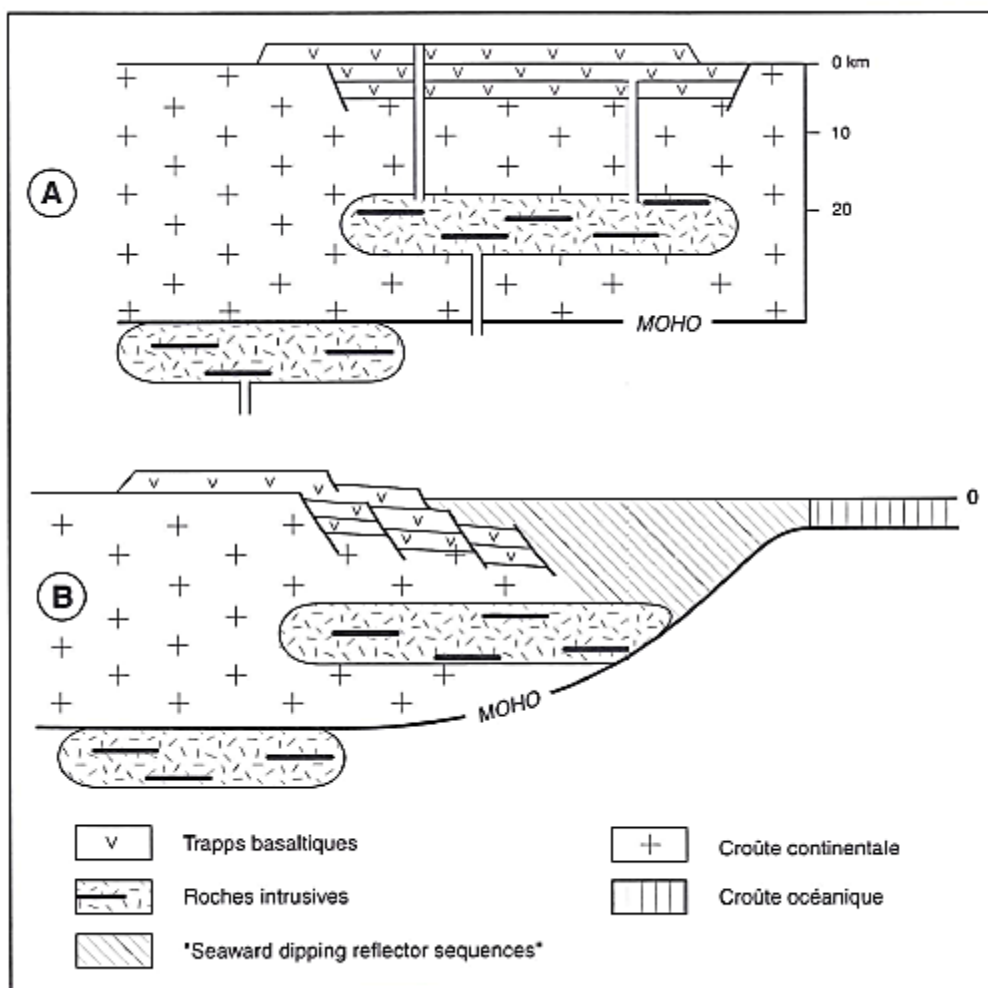 0 km
10
A
20
MOHO
0
B
MOHO
Trapps basaltiques
Croûte continentale
Roches intrusives
Croûte océanique
"Seaward dipping reflector sequences"